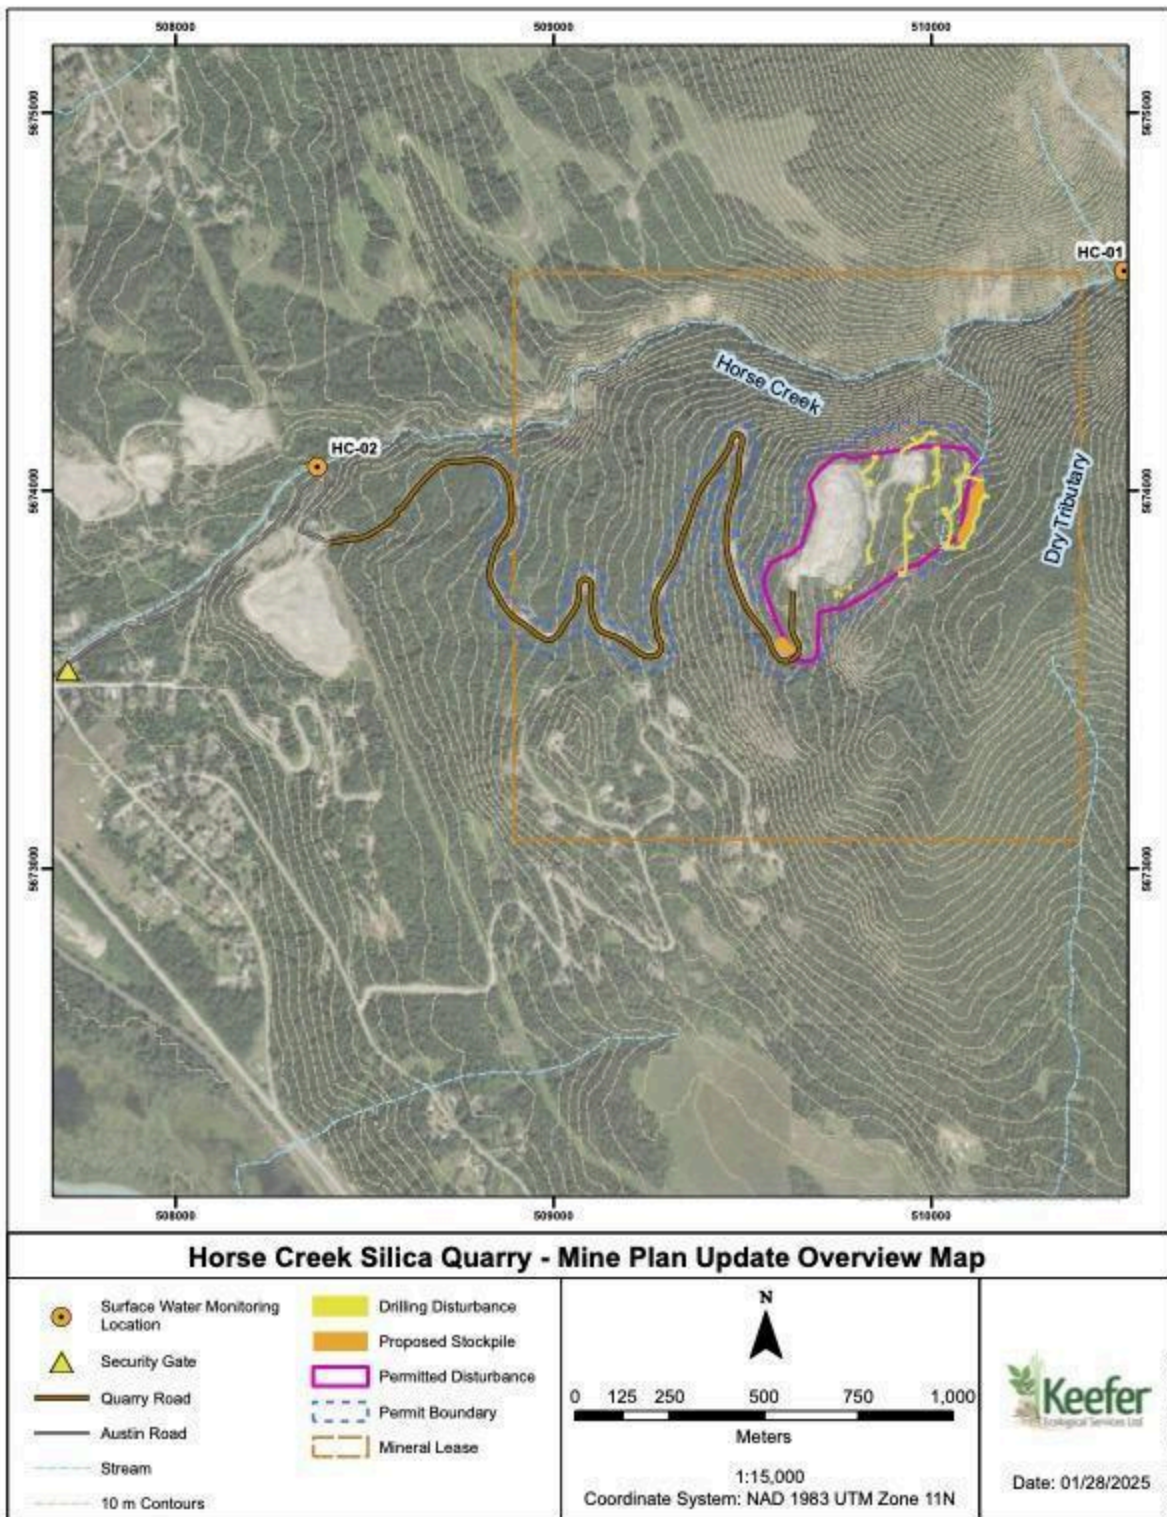 508000
509000
510000
5675000
5675000
HC-01
Horse Creek
HC-02
5674000
5674000
Dry Tributary
5673000
5673000
508000
509000
510000
Horse Creek Silica Quarry - Mine Plan Update Overview Map
Surface Water Monitoring
Location
Security Gate
Quarry Road
Austin Road
Stream
10 m Contours
Drilling Disturbance
Proposed Stockpile
Permitted Disturbance
Permit Boundary
Mineral Lease
N
0 125 250 500 750 1,000
Meters
1:15,000
Coordinate System: NAD 1983 UTM Zone 11N
Keefer
Ecological Services Ltd
Date: 01/28/2025